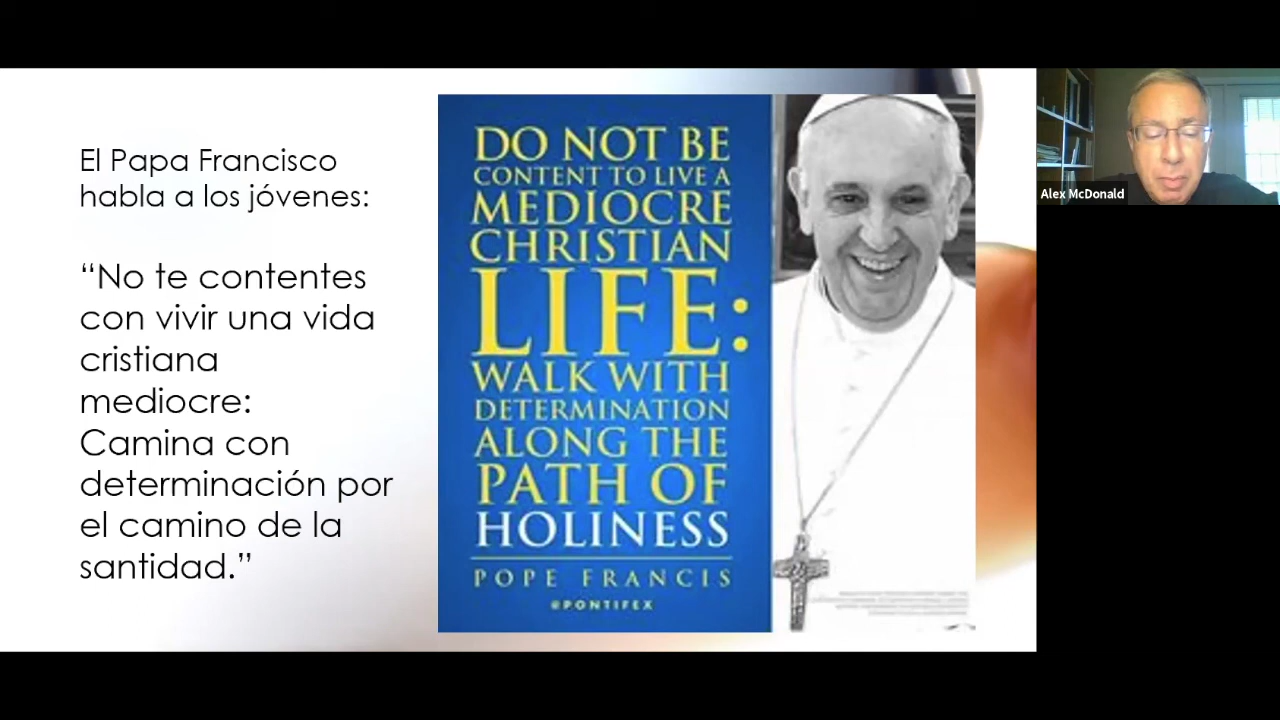 El Papa Francisco
habla a los jóvenes:
“No te contentes
con vivir una vida
cristiana
mediocre:
Camina con
determinación por
el camino de la
santidad.”
DO NOT BE
CONTENT TO LIVE A
MEDIOCRE
CHRISTIAN
LIFE:
WALK WITH
DETERMINATION
ALONG THE
PATH OF
HOLINESS
POPE FRANCIS
@PONTIFEX
Alex McDonald